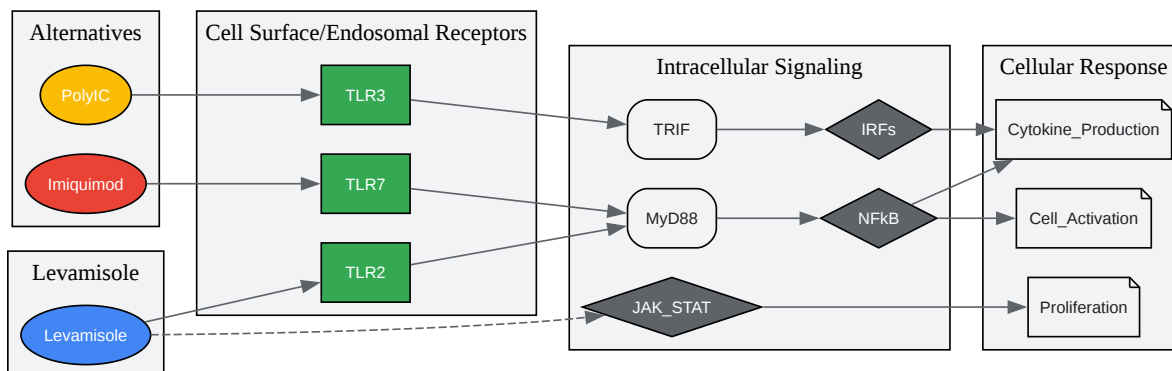 Alternatives
PolyIC
Imiquimod
Levamisole
Levamisole
Cell Surface/Endosomal Receptors
TLR3
TLR7
TLR2
Intracellular Signaling
TRIF
IRFs
MyD88
NFkB
JAK_STAT
Cellular Response
Cytokine_Production
Cell_Activation
Proliferation